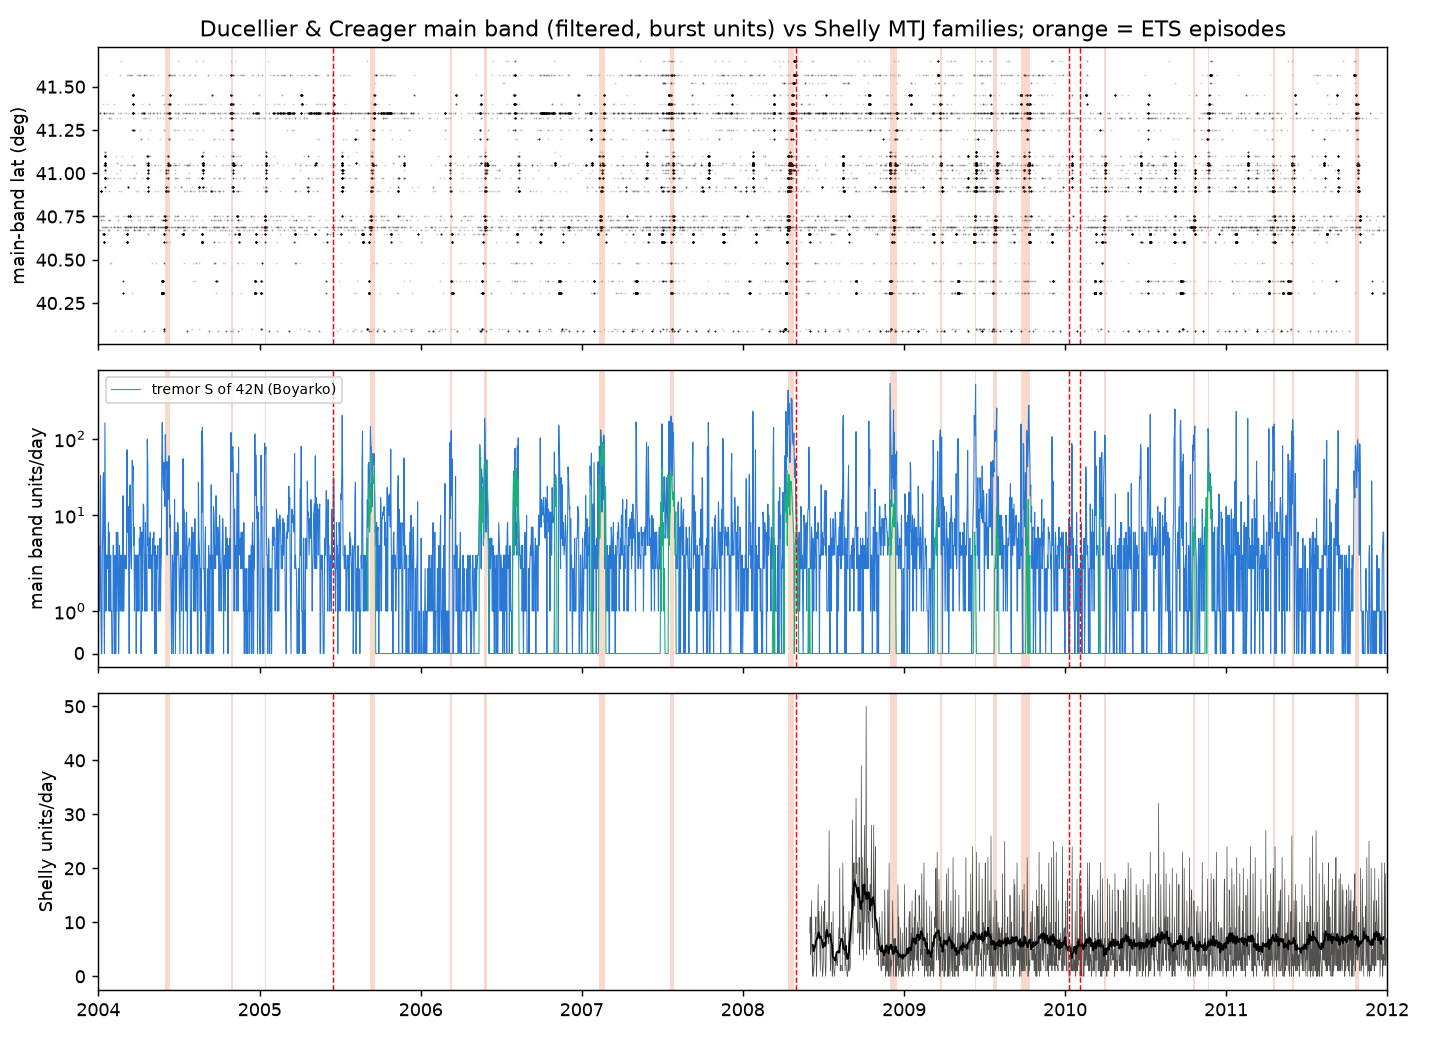 Ducellier & Creager main band (filtered, burst units) vs Shelly MTJ families; orange = ETS episodes
main-band lat (deg)
41.50
41.25
41.00
40.75
40.50
40.25
main band units/day
tremor S of 42N (Boyarko)
10²
10¹
10⁰
0
Shelly units/day
50
40
30
20
10
0
2004 2005 2006 2007 2008 2009 2010 2011 2012